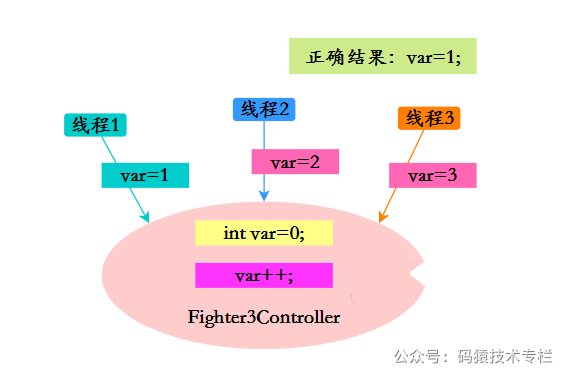 正确结果：var=1;
线程1
线程2
线程3
var=1
var=2
var=3
int var=0;
var++;
Fighter3Controller
公众号：码猿技术专栏